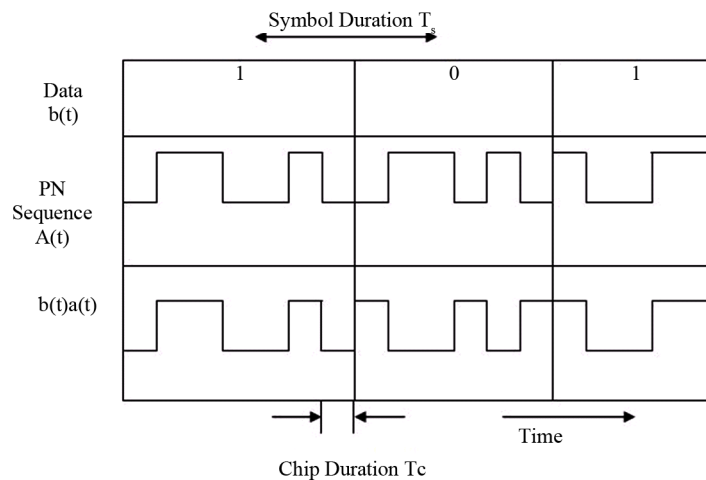 Symbol Duration Ts
1 0 1
Data
b(t)
PN
Sequence
A(t)
b(t)a(t)
Time
Chip Duration Tc